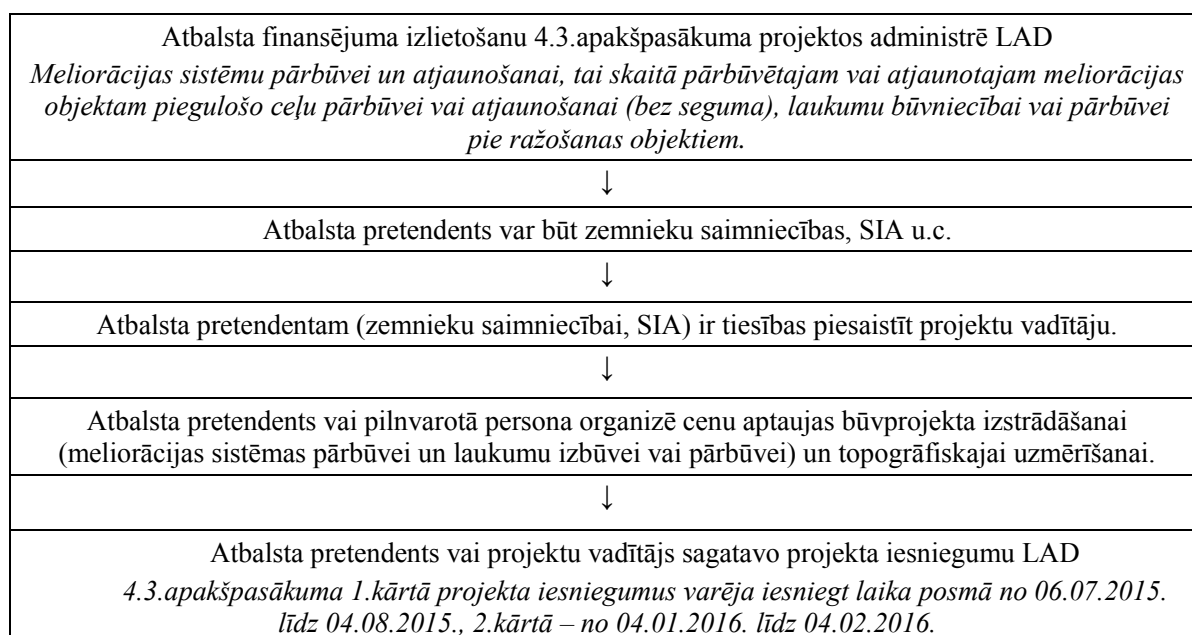 Atbalsta finansējuma izlietošanu 4.3.apakšpasākuma projektos administrē LAD
Meliorācijas sistēmu pārbūvei un atjaunošanai, tai skaitā pārbūvētajam vai atjaunotajam meliorācijas
objektam piegulošo ceļu pārbūvei vai atjaunošanai (bez seguma), laukumu būvniecībai vai pārbūvei
pie ražošanas objektiem.
↓
Atbalsta pretendents var būt zemnieku saimniecības, SIA u.c.
↓
Atbalsta pretendentam (zemnieku saimniecībai, SIA) ir tiesības piesaistīt projektu vadītāju.
↓
Atbalsta pretendents vai pilnvarotā persona organizē cenu aptaujas būvprojekta izstrādāšanai
(meliorācijas sistēmas pārbūvei un laukumu izbūvei vai pārbūvei) un topogrāfiskajai uzmērīšanai.
↓
Atbalsta pretendents vai projektu vadītājs sagatavo projekta iesniegumu LAD
4.3.apakšpasākuma 1.kārtā projekta iesniegumus varēja iesniegt laika posmā no 06.07.2015.
līdz 04.08.2015., 2.kārtā – no 04.01.2016. līdz 04.02.2016.